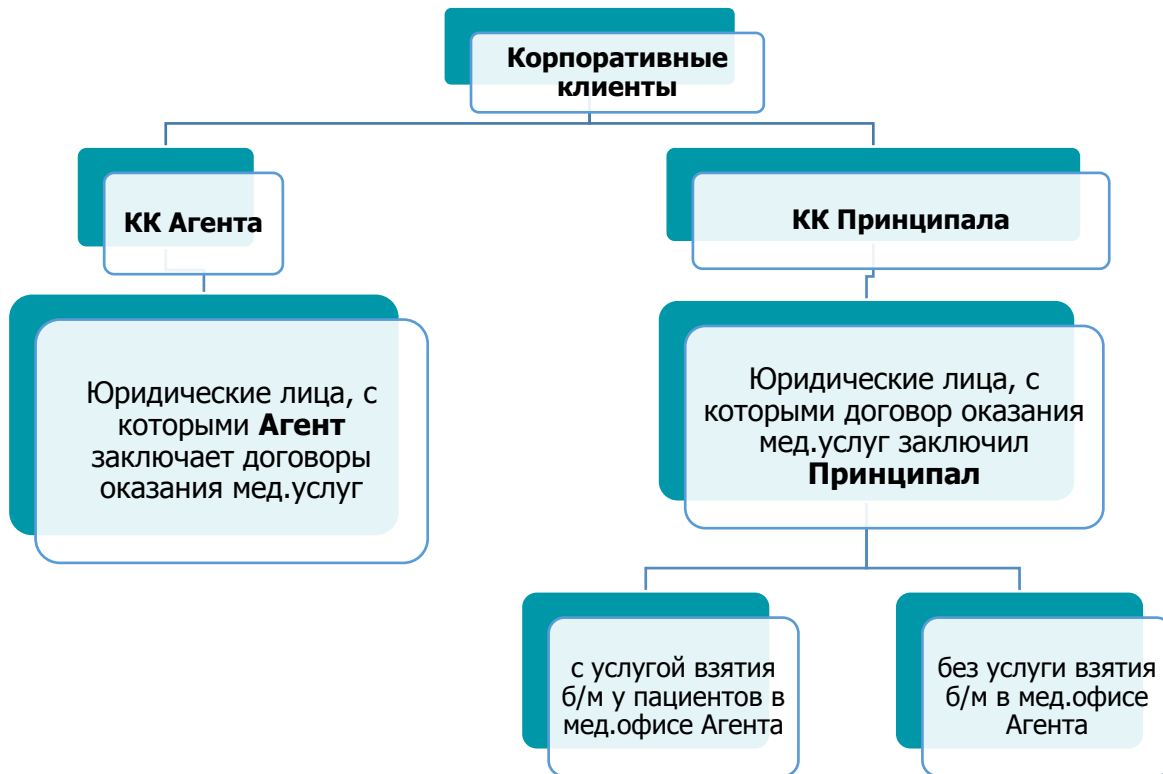 Корпоративные
клиенты
КК Агента
КК Принципала
Юридические лица, с
которыми Агент
заключает договоры
оказания мед.услуг
Юридические лица, с
которыми договор оказания
мед.услуг заключил
Принципал
с услугой взятия
б/м у пациентов в
мед.офисе Агента
без услуги взятия
б/м в мед.офисе
Агента